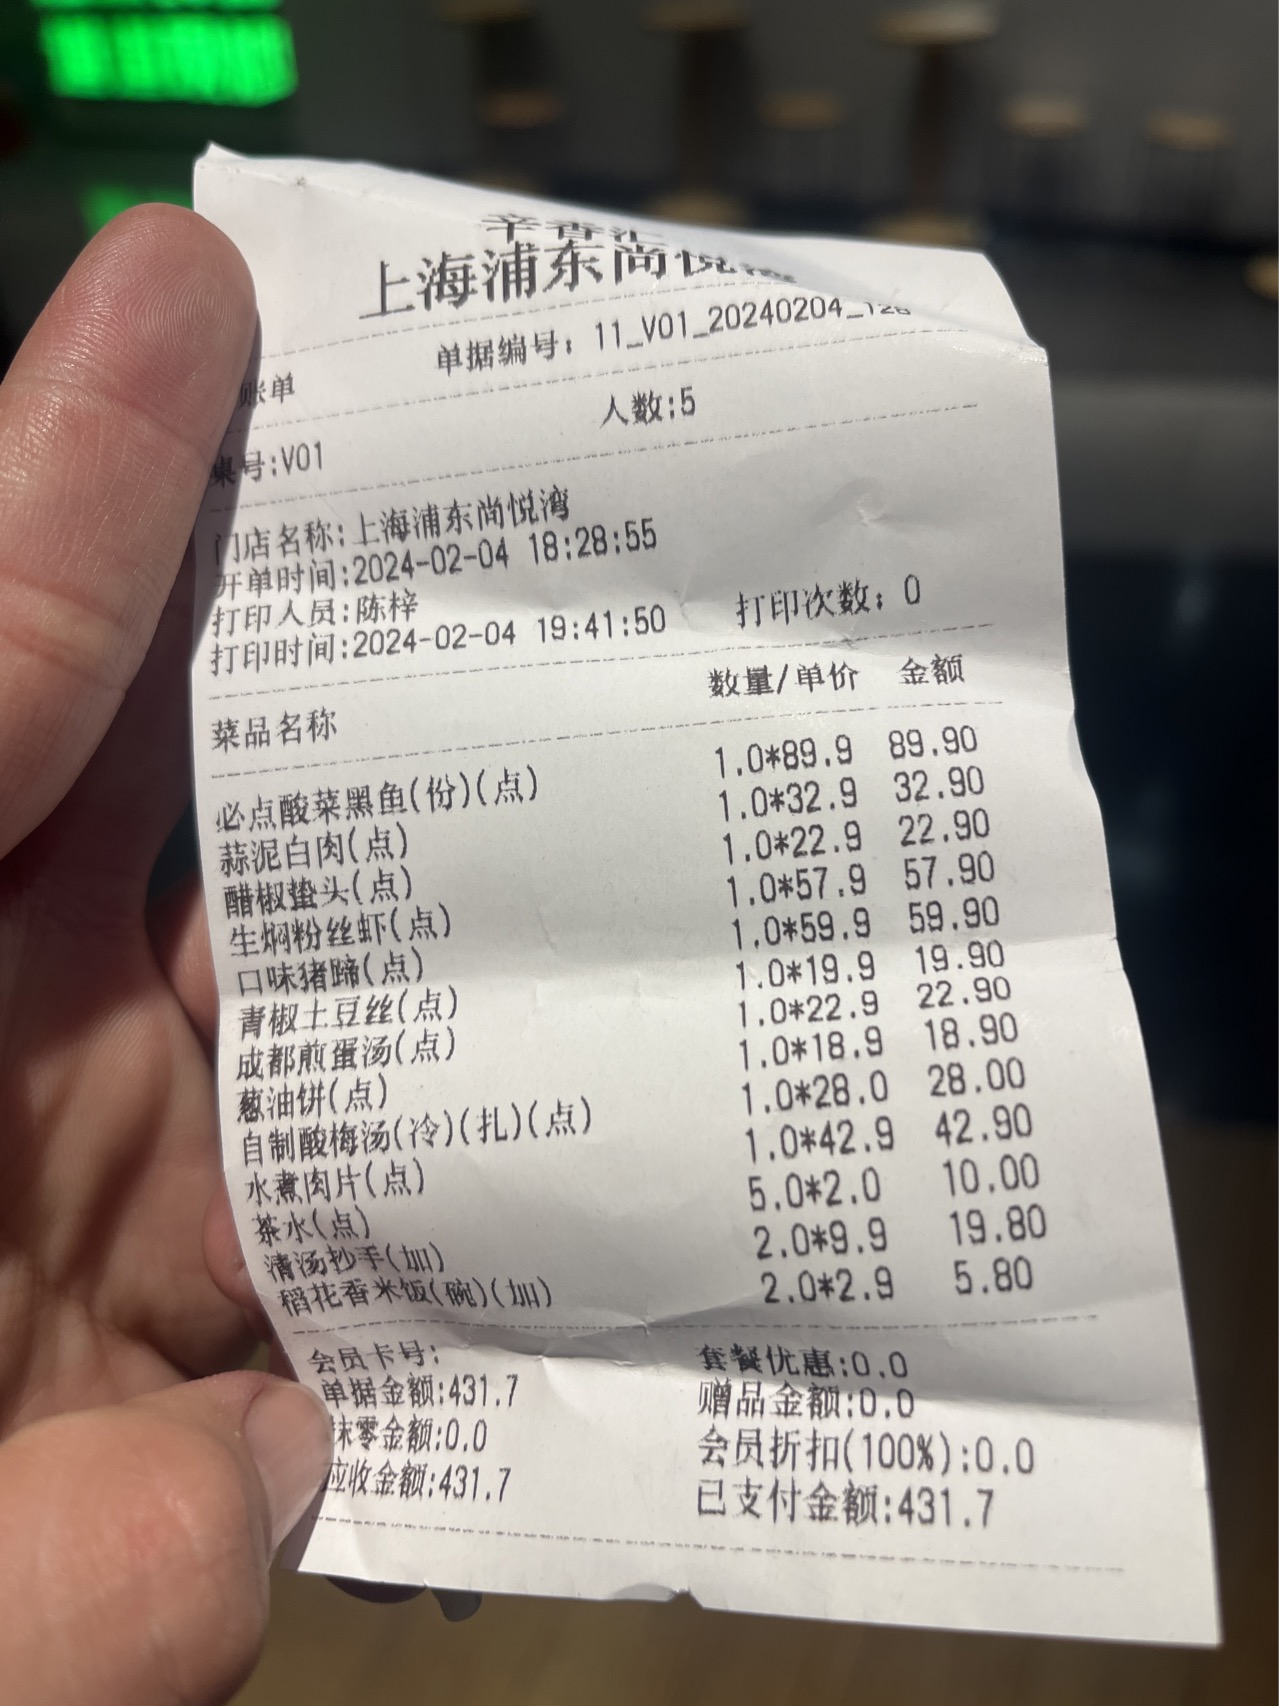 辛香汇
上海浦东尚悦湾
账单 单据编号：11_V01_20240204_128
桌号:V01 人数:5
门店名称:上海浦东尚悦湾
开单时间:2024-02-04 18:28:55
打印人员:陈梓
打印时间:2024-02-04 19:41:50 打印次数：0
菜品名称 数量/单价 金额
必点酸菜黑鱼(份)(点) 1.0*89.9 89.90
蒜泥白肉(点) 1.0*32.9 32.90
醋椒蛰头(点) 1.0*22.9 22.90
生焖粉丝虾(点) 1.0*57.9 57.90
口味猪蹄(点) 1.0*59.9 59.90
青椒土豆丝(点) 1.0*19.9 19.90
成都煎蛋汤(点) 1.0*22.9 22.90
葱油饼(点) 1.0*18.9 18.90
自制酸梅汤(冷)(扎)(点) 1.0*28.0 28.00
水煮肉片(点) 1.0*42.9 42.90
茶水(点) 5.0*2.0 10.00
清汤抄手(加) 2.0*9.9 19.80
稻花香米饭(碗)(加) 2.0*2.9 5.80
会员卡号: 套餐优惠:0.0
单据金额:431.7 赠品金额:0.0
抹零金额:0.0 会员折扣(100%):0.0
应收金额:431.7 已支付金额:431.7